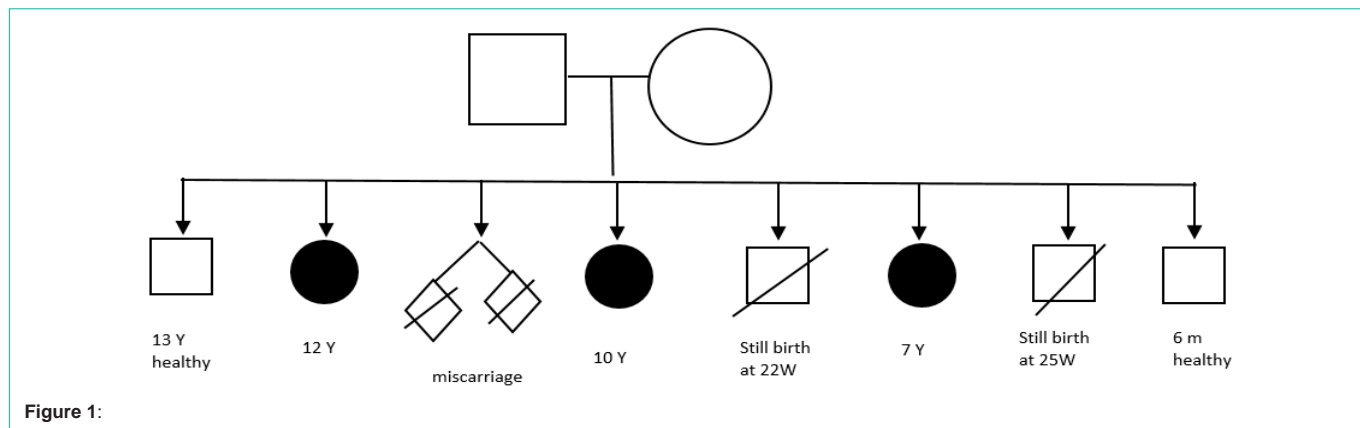 13 Y
healthy
12 Y
miscarriage
10 Y
Still birth
at 22W
7 Y
Still birth
at 25W
6 m
healthy
Figure 1: